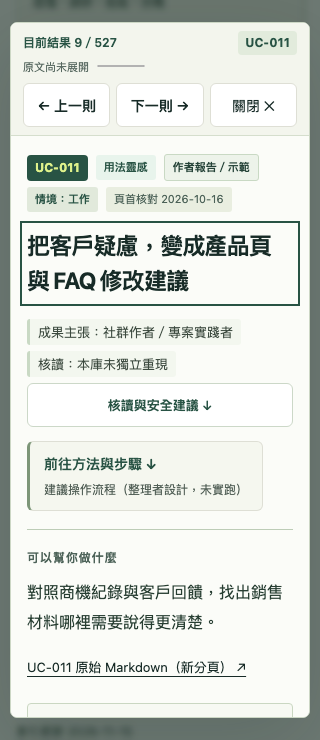 目前結果 9 / 527
UC-011
原文尚未展開
← 上一則
下一則 →
關閉 ×
UC-011
用法靈感
作者報告 / 示範
情境：工作
頁首核對 2026-10-16
把客戶疑慮，變成產品頁
與 FAQ 修改建議
成果主張：社群作者 / 專案實踐者
核讀：本庫未獨立重現
核讀與安全建議 ↓
前往方法與步驟 ↓
建議操作流程（整理者設計，未實跑）
可以幫你做什麼
對照商機紀錄與客戶回饋，找出銷售
材料哪裡需要說得更清楚。
UC-011 原始 Markdown（新分頁） ↗